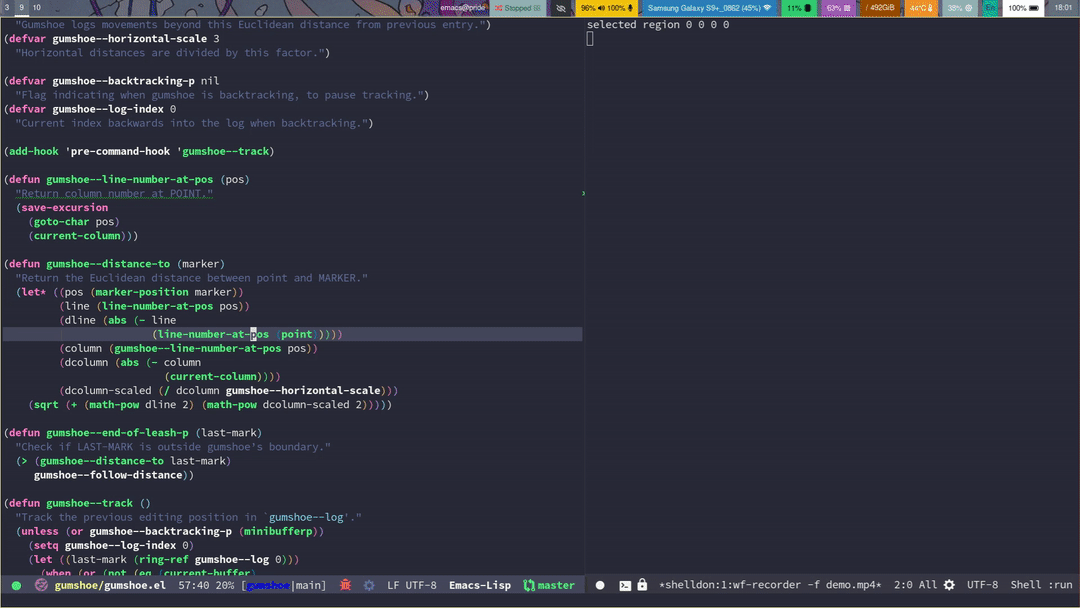 3 9 10 emacs@pride Stopped 96% 100% Samsung Galaxy S9+_0862 (45%) 11% 63% / 492GiB 44°C 38% En 100% 18:01
"Gumshoe logs movements beyond this Euclidean distance from previous entry.")
(defvar gumshoe--horizontal-scale 3
"Horizontal distances are divided by this factor.")
(defvar gumshoe--backtracking-p nil
"Flag indicating when gumshoe is backtracking, to pause tracking.")
(defvar gumshoe--log-index 0
"Current index backwards into the log when backtracking.")
(add-hook 'pre-command-hook 'gumshoe--track)
(defun gumshoe--line-number-at-pos (pos)
"Return column number at POINT."
(save-excursion
(goto-char pos)
(current-column)))
(defun gumshoe--distance-to (marker)
"Return the Euclidean distance between point and MARKER."
(let* ((pos (marker-position marker))
(line (line-number-at-pos pos))
(dline (abs (- line
(line-number-at-pos (point)))))
(column (gumshoe--line-number-at-pos pos))
(dcolumn (abs (- column
(current-column))))
(dcolumn-scaled (/ dcolumn gumshoe--horizontal-scale)))
(sqrt (+ (math-pow dline 2) (math-pow dcolumn-scaled 2)))))
(defun gumshoe--end-of-leash-p (last-mark)
"Check if LAST-MARK is outside gumshoe's boundary."
(> (gumshoe--distance-to last-mark)
gumshoe--follow-distance))
(defun gumshoe--track ()
"Track the previous editing position in `gumshoe--log'."
(unless (or gumshoe--backtracking-p (minibufferp))
(setq gumshoe--log-index 0)
(let ((last-mark (ring-ref gumshoe--log 0)))
(when (or (not (eq (current-buffer)
gumshoe/gumshoe.el 57:40 20% [gumshoe|main] LF UTF-8 Emacs-Lisp master
selected region 0 0 0 0
*shelldon:1:wf-recorder -f demo.mp4* 2:0 All UTF-8 Shell :run